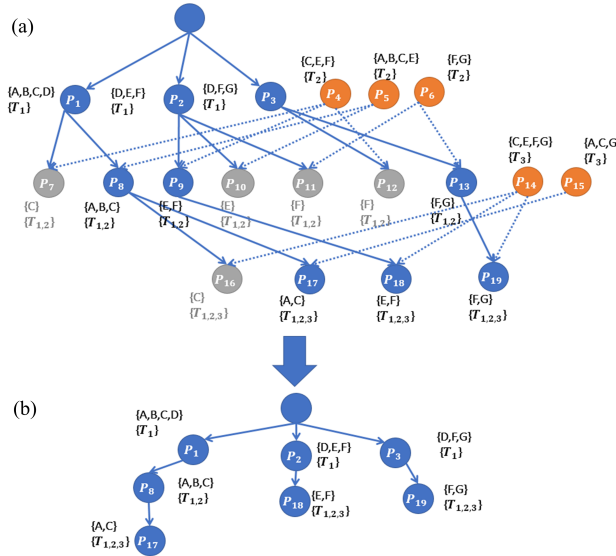 (a)
{A,B,C,D}
{T1}
P1
{D,E,F}
{T1}
P2
{D,F,G}
{T1}
P3
{C,E,F}
{T2}
P4
{A,B,C,E}
{T2}
P5
{F,G}
{T2}
P6
P7
{C}
{T1,2}
P8
{A,B,C}
{T1,2}
P9
{E,F}
{T1,2}
P10
{E}
{T1,2}
P11
{F}
{T1,2}
P12
{F}
{T1,2}
P13
{F,G}
{T1,2}
{C,E,F,G}
{T3}
P14
{A,C,G}
{T3}
P15
P16
{C}
{T1,2,3}
P17
{A,C}
{T1,2,3}
P18
{E,F}
{T1,2,3}
P19
{F,G}
{T1,2,3}
(b)
{A,B,C,D}
{T1}
P1
P2
{D,E,F}
{T1}
P3
{D,F,G}
{T1}
P8
{A,B,C}
{T1,2}
P18
{E,F}
{T1,2,3}
P19
{F,G}
{T1,2,3}
{A,C}
{T1,2,3}
P17